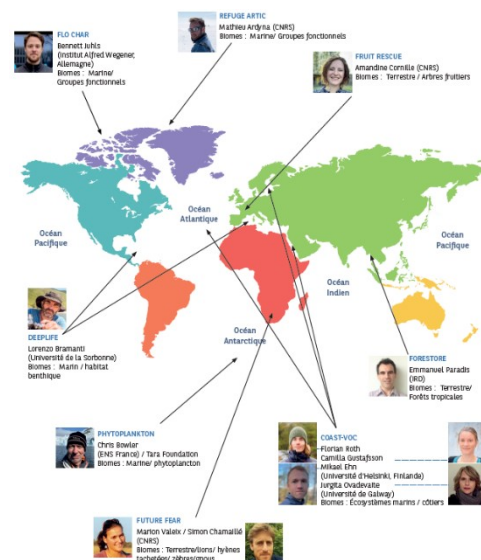 REFUGE ARTIC
Mathieu Ardyna (CNRS)
Biomes : Marine/Groupes fonctionnels
FLO CHAR
Bennett Juhls
(Institut Alfred Wegener,
Allemagne)
Biomes : Marine/
Groupes fonctionnels
FRUIT RESCUE
Amandine Cornille (CNRS)
Biomes : Terrestre / Arbres fruitiers
Océan
Pacifique
Océan
Atlantique
Océan
Pacifique
Océan
Indien
Océan
Antarctique
DEEPLIFE
Lorenzo Bramanti
(Université de la Sorbonne)
Biomes : Marin / habitat
benthique
FORESTORE
Emmanuel Paradis
(IRD)
Biomes : Terrestre/
Forêts tropicales
PHYTOPLANKTON
Chris Bowler
(ENS France) / Tara Foundation
Biomes : Marine/ phytoplancton
COAST-VOC
Florian Roth
Camilla Gustafsson
Mikael Ehn
(Université d'Helsinki, Finlande)
Jurgita Ovadevaite
(Université de Galway)
Biomes : Écosystèmes marins / côtiers
FUTURE FEAR
Marion Valeix / Simon Chamaillé
(CNRS)
Biomes : Terrestre/lions/ hyènes
tachetées/ zèbres/gnous